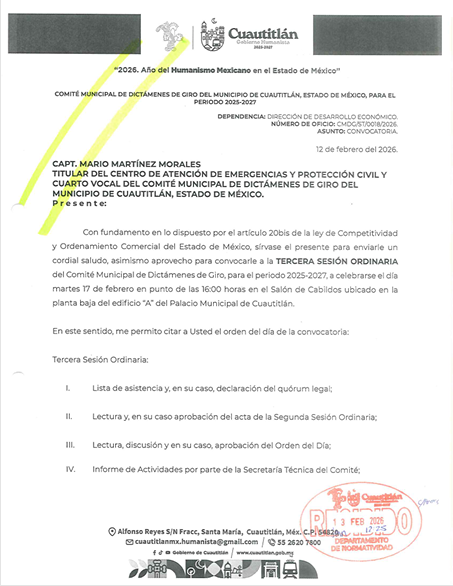 Cuautitlán
Gobierno Humanista
2025-2027
"2026. Año del Humanismo Mexicano en el Estado de México"
COMITÉ MUNICIPAL DE DICTÁMENES DE GIRO DEL MUNICIPIO DE CUAUTITLÁN, ESTADO DE MÉXICO, PARA EL
PERIODO 2025-2027
DEPENDENCIA: DIRECCIÓN DE DESARROLLO ECONÓMICO.
NÚMERO DE OFICIO: CMDG/ST/0018/2026.
ASUNTO: CONVOCATORIA.
12 de febrero del 2026.
CAPT. MARIO MARTÍNEZ MORALES
TITULAR DEL CENTRO DE ATENCIÓN DE EMERGENCIAS Y PROTECCIÓN CIVIL Y
CUARTO VOCAL DEL COMITÉ MUNICIPAL DE DICTÁMENES DE GIRO DEL
MUNICIPIO DE CUAUTITLÁN, ESTADO DE MÉXICO.
P r e s e n t e :
Con fundamento en lo dispuesto por el artículo 20bis de la ley de Competitividad
y Ordenamiento Comercial del Estado de México, sírvase el presente para enviarle un
cordial saludo, asimismo aprovecho para convocarle a la TERCERA SESIÓN ORDINARIA
del Comité Municipal de Dictámenes de Giro, para el periodo 2025-2027, a celebrarse el día
martes 17 de febrero en punto de las 16:00 horas en el Salón de Cabildos ubicado en la
planta baja del edificio "A" del Palacio Municipal de Cuautitlán.
En este sentido, me permito citar a Usted el orden del día de la convocatoria:
Tercera Sesión Ordinaria:
I. Lista de asistencia y, en su caso, declaración del quórum legal;
II. Lectura y, en su caso aprobación del acta de la Segunda Sesión Ordinaria;
III. Lectura, discusión y en su caso, aprobación del Orden del Día;
IV. Informe de Actividades por parte de la Secretaría Técnica del Comité;
Cuautitlán
RECIBIDO
13 FEB 2026
12:35
DEPARTAMENTO
DE NORMATIVIDAD
Alfonso Reyes S/N Fracc, Santa María, Cuautitlán, Méx. C.P. 54820
cuautitlanmx.humanista@gmail.com / 55 2620 7800
Gobierno de Cuautitlán / www.cuautitlan.gob.mx